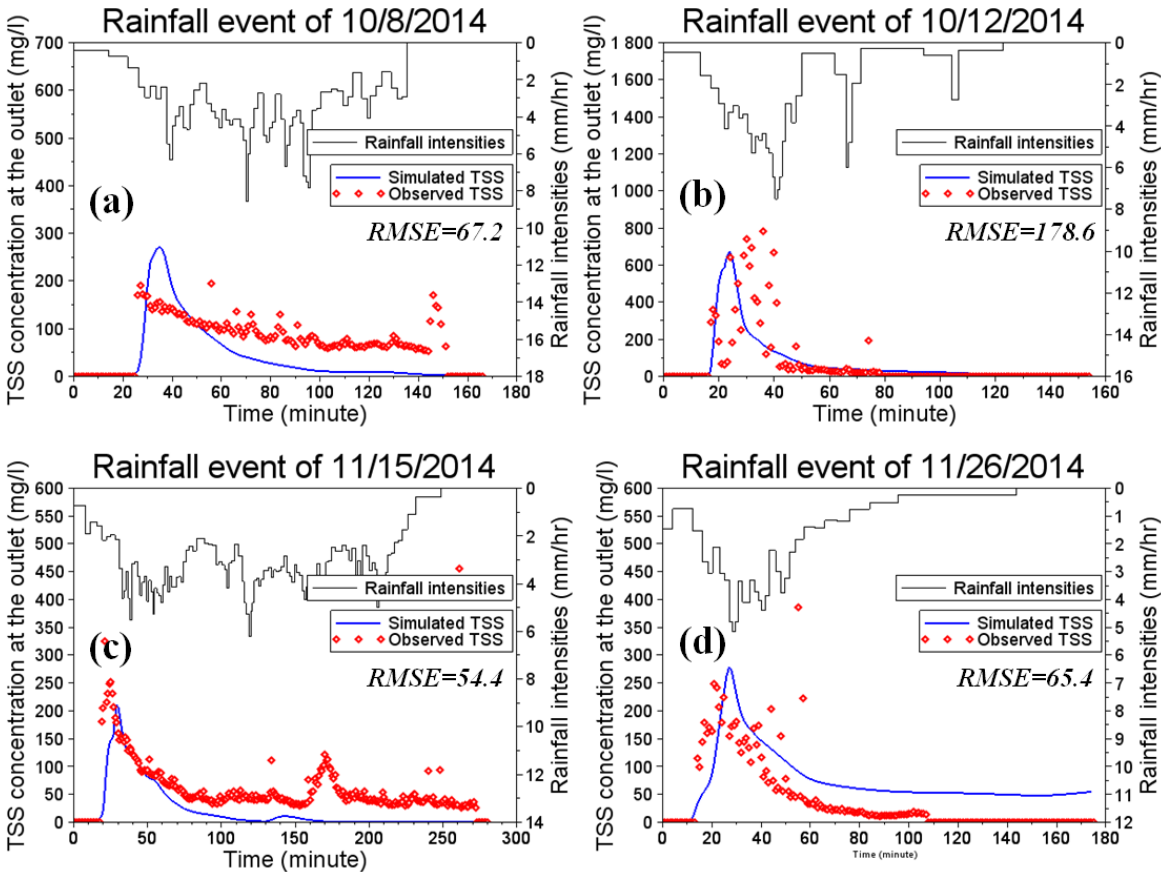 Rainfall event of 10/8/2014
TSS concentration at the outlet (mg/l)
700
600
500
400
300
200
100
0
0
2
4
6
8
10
12
14
16
18
Rainfall intensities (mm/hr)
Rainfall intensities
Simulated TSS
Observed TSS
(a)
RMSE=67.2
0 20 40 60 80 100 120 140 160 180
Time (minute)
Rainfall event of 10/12/2014
TSS concentration at the outlet (mg/l)
1 800
1 600
1 400
1 200
1 000
800
600
400
200
0
0
2
4
6
8
10
12
14
16
Rainfall intensities (mm/hr)
Rainfall intensities
Simulated TSS
Observed TSS
(b)
RMSE=178.6
0 20 40 60 80 100 120 140 160
Time (minute)
Rainfall event of 11/15/2014
TSS concentration at the outlet (mg/l)
600
550
500
450
400
350
300
250
200
150
100
50
0
0
2
4
6
8
10
12
14
Rainfall intensities (mm/hr)
Rainfall intensities
Simulated TSS
Observed TSS
(c)
RMSE=54.4
0 50 100 150 200 250 300
Time (minute)
Rainfall event of 11/26/2014
TSS concentration at the outlet (mg/l)
600
550
500
450
400
350
300
250
200
150
100
50
0
0
1
2
3
4
5
6
7
8
9
10
11
12
Rainfall intensities (mm/hr)
Rainfall intensities
Simulated TSS
Observed TSS
(d)
RMSE=65.4
0 20 40 60 80 100 120 140 160 180
Time (minute)